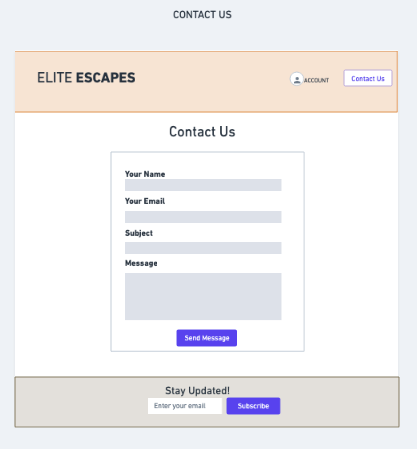 CONTACT US
ELITE ESCAPES
ACCOUNT
Contact Us
Contact Us
Your Name
Your Email
Subject
Message
Send Message
Stay Updated!
Enter your email
Subscribe